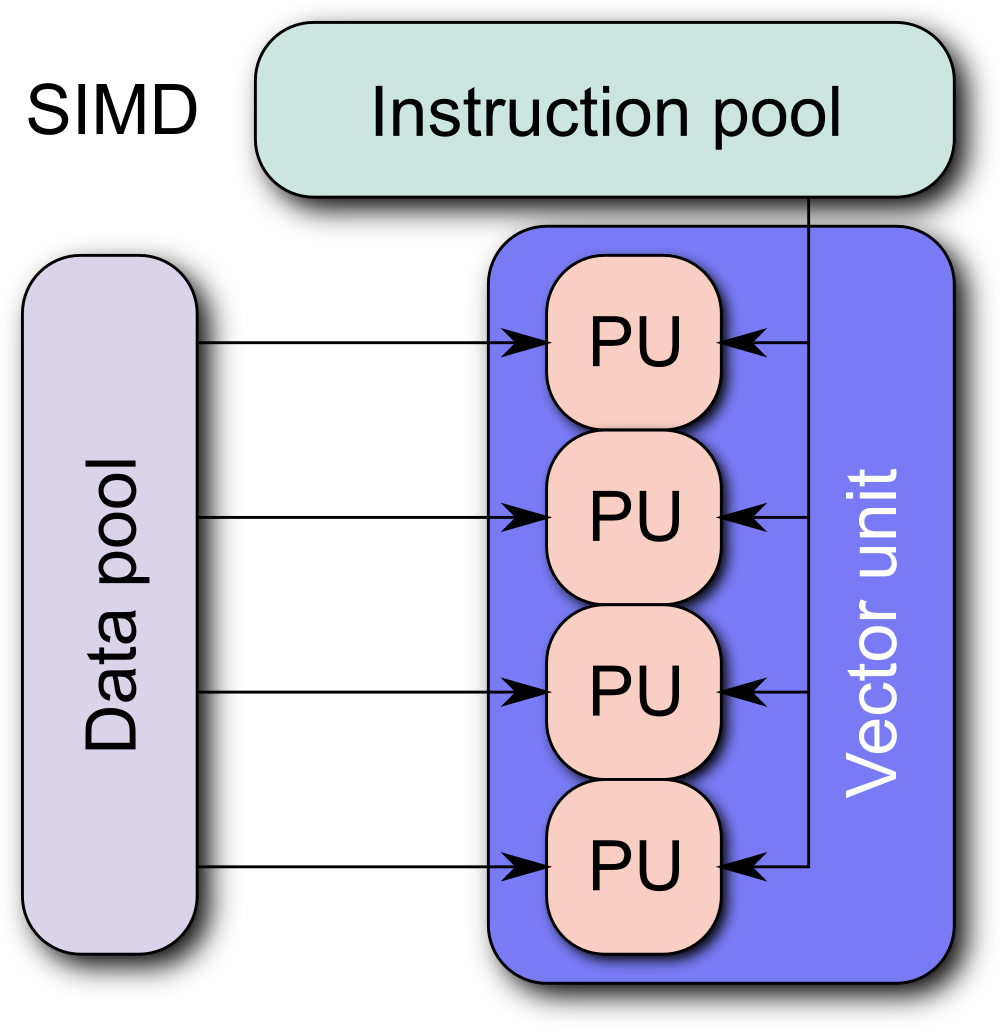 SIMD
Instruction pool
Data pool
PU
PU
PU
PU
Vector unit